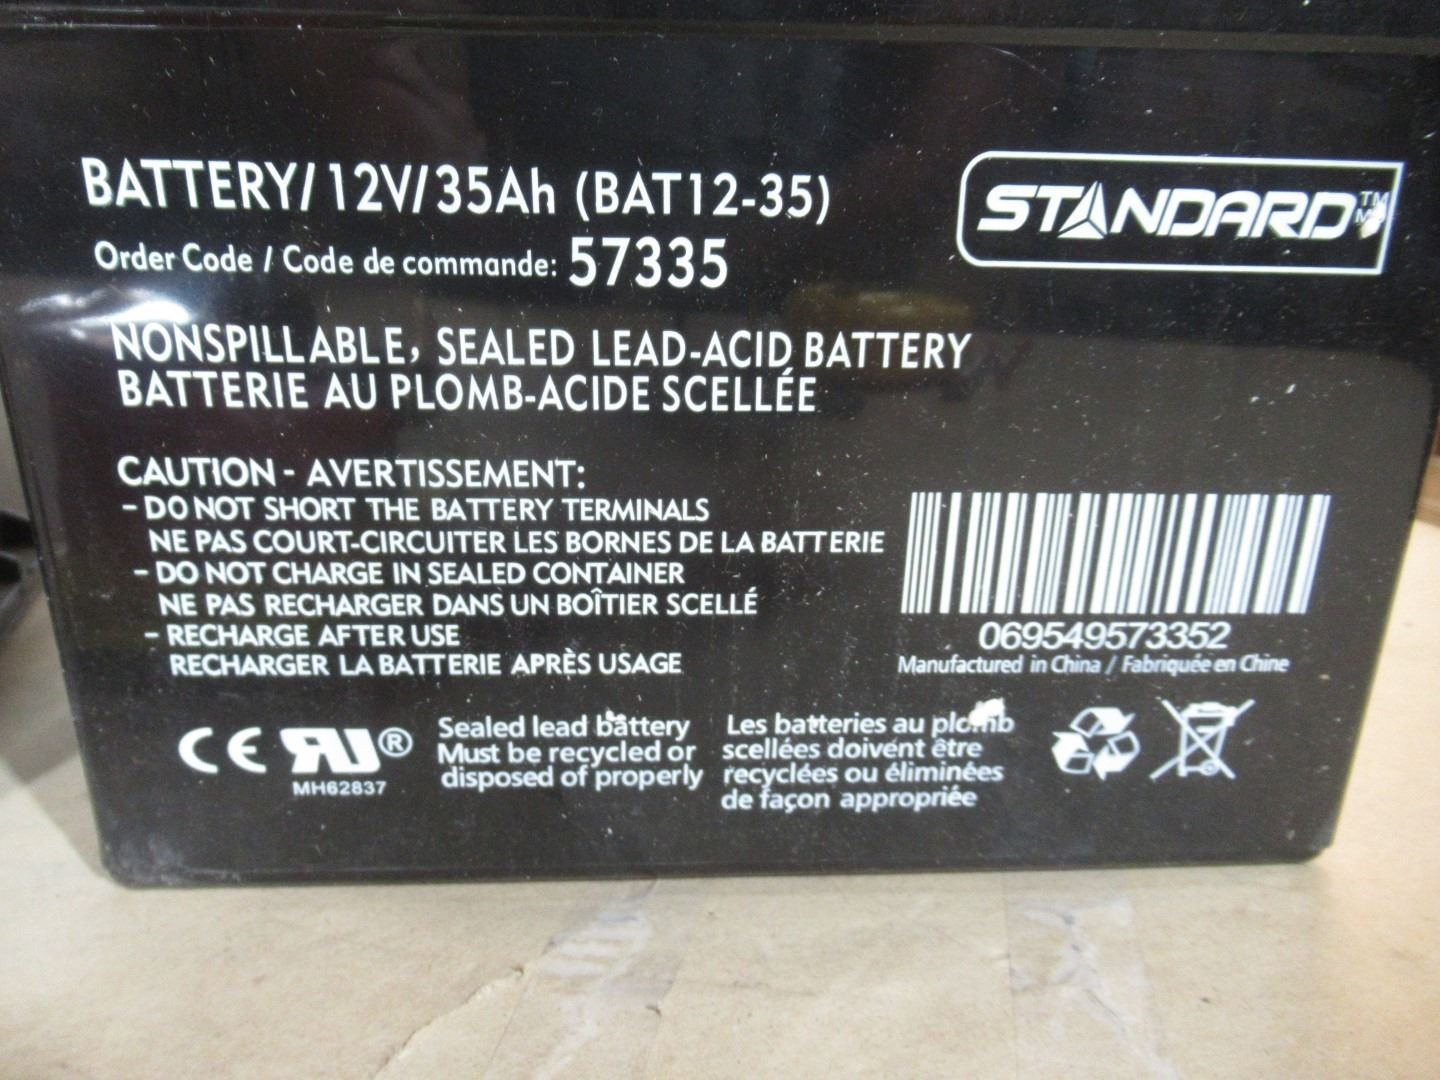 BATTERY/12V/35Ah (BAT12-35)
STANDARD™
Order Code / Code de commande: 57335
NONSPILLABLE, SEALED LEAD-ACID BATTERY
BATTERIE AU PLOMB-ACIDE SCELLÉE
CAUTION - AVERTISSEMENT:
- DO NOT SHORT THE BATTERY TERMINALS
NE PAS COURT-CIRCUITER LES BORNES DE LA BATTERIE
- DO NOT CHARGE IN SEALED CONTAINER
NE PAS RECHARGER DANS UN BOÎTIER SCELLÉ
- RECHARGE AFTER USE
RECHARGER LA BATTERIE APRÈS USAGE
069549573352
Manufactured in China / Fabriquée en Chine
CE RU®
MH62837
Sealed lead battery
Must be recycled or
disposed of properly
Les batteries au plomb
scellées doivent être
recyclées ou éliminées
de façon appropriée